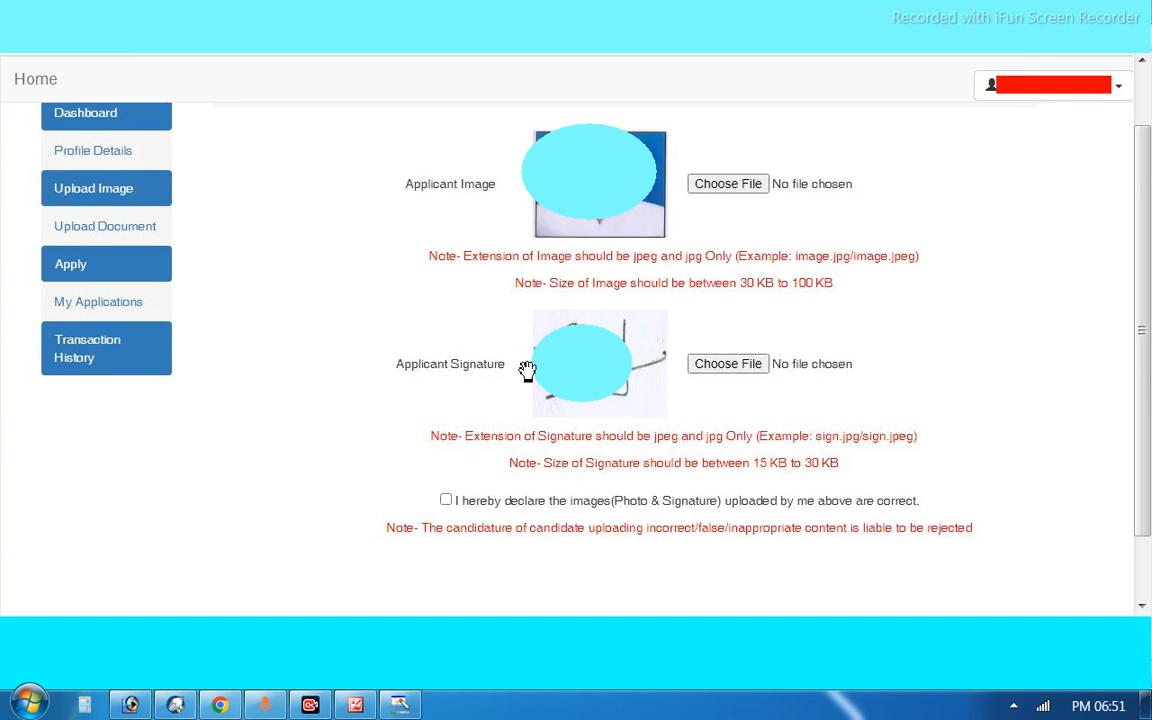 Recorded with iFun Screen Recorder
Home
Dashboard
Profile Details
Upload Image
Upload Document
Apply
My Applications
Transaction
History
Applicant Image
Choose File No file chosen
Note- Extension of Image should be jpeg and jpg Only (Example: image.jpg/image.jpeg)
Note- Size of Image should be between 30 KB to 100 KB
Applicant Signature
Choose File No file chosen
Note- Extension of Signature should be jpeg and jpg Only (Example: sign.jpg/sign.jpeg)
Note- Size of Signature should be between 15 KB to 30 KB
I hereby declare the images(Photo & Signature) uploaded by me above are correct.
Note- The candidature of candidate uploading incorrect/false/inappropriate content is liable to be rejected
PM 06:51